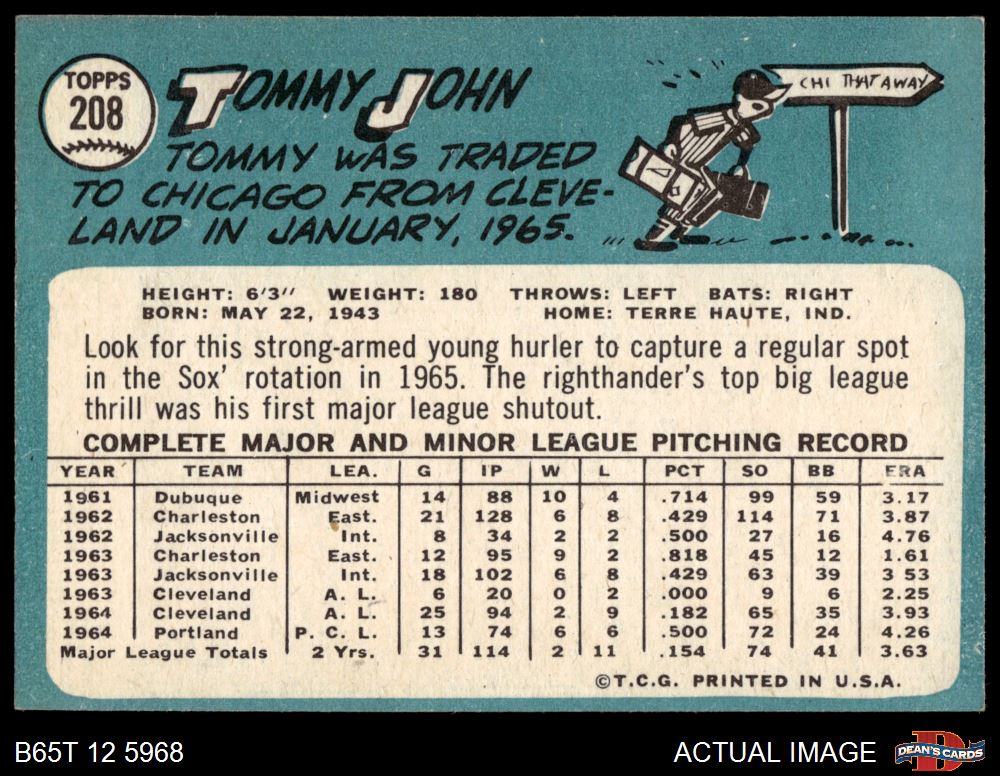 TOPPS
208
TOMMY JOHN
TOMMY WAS TRADED
TO CHICAGO FROM CLEVE-
LAND IN JANUARY, 1965.
CHI THAT AWAY
HEIGHT: 6'3" WEIGHT: 180 THROWS: LEFT BATS: RIGHT
BORN: MAY 22, 1943 HOME: TERRE HAUTE, IND.
Look for this strong-armed young hurler to capture a regular spot
in the Sox' rotation in 1965. The righthander's top big league
thrill was his first major league shutout.
COMPLETE MAJOR AND MINOR LEAGUE PITCHING RECORD
YEAR TEAM LEA. G IP W L PCT SO BB ERA
1961 Dubuque Midwest 14 88 10 4 .714 99 59 3.17
1962 Charleston East. 21 128 6 8 .429 114 71 3.87
1962 Jacksonville Int. 8 34 2 2 .500 27 16 4.76
1963 Charleston East. 12 95 9 2 .818 45 12 1.61
1963 Jacksonville Int. 18 102 6 8 .429 63 39 3 53
1963 Cleveland A. L. 6 20 0 2 .000 9 6 2.25
1964 Cleveland A. L. 25 94 2 9 .182 65 35 3.93
1964 Portland P. C. L. 13 74 6 6 .500 72 24 4.26
Major League Totals 2 Yrs. 31 114 2 11 .154 74 41 3.63
©T.C.G. PRINTED IN U.S.A.
B65T 12 5968 ACTUAL IMAGE DEAN'S CARDS